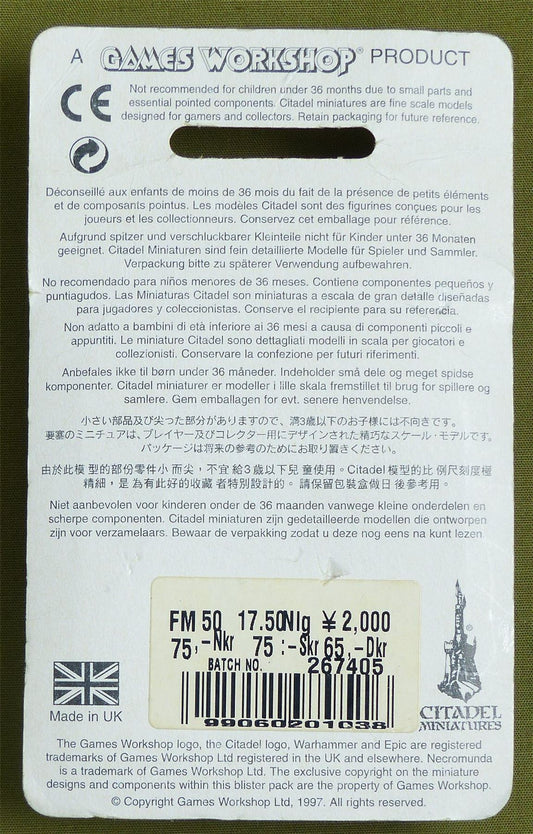 A GAMES WORKSHOP® PRODUCT
CE
Not recommended for children under 36 months due to small parts and
essential pointed components. Citadel miniatures are fine scale models
designed for gamers and collectors. Retain packaging for future reference.
Déconseillé aux enfants de moins de 36 mois du fait de la présence de petits éléments
et de composants pointus. Les modèles Citadel sont des figurines conçues pour les
joueurs et les collectionneurs. Conservez cet emballage pour référence.
Aufgrund spitzer und verschluckbarer Kleinteile nicht für Kinder unter 36 Monaten
geeignet. Citadel Miniaturen sind fein detaillierte Modelle für Spieler und Sammler.
Verpackung bitte zu späterer Verwendung aufbewahren.
No recomendado para niños menores de 36 meses. Contiene componentes pequeños y
puntiagudos. Las Miniaturas Citadel son miniaturas a escala de gran detalle diseñadas
para jugadores y coleccionistas. Conserve el recipiente para su referencia.
Non adatto a bambini di età inferiore ai 36 mesi a causa di componenti piccoli e
appuntiti. Le miniature Citadel sono dettagliati modelli in scala per giocatori e
collezionisti. Conservare la confezione per futuri riferimenti.
Anbefales ikke til børn under 36 måneder. Indeholder små dele og meget spidse
komponenter. Citadel miniaturer er modeller i lille skala fremstillet til brug for spillere og
samlere. Gem emballagen for evt. senere henvendelse.
小さい部品及び尖った部分がありますので、満3歳以下のお子様には不向きです。
要塞のミニチュアは、プレイヤー及びコレクター用にデザインされた精巧なスケール・モデルです。
パッケージは将来の参考のためにお取り置きください。
由於此模 型的部份零件小 而尖，不宜 給3歲以下兒 童使用。Citadel 模型的比 例尺刻度極
精細，是 為有此好的收藏 者特別設計的。 請保留包裝盒做日 後參考用。
Niet aanbevolen voor kinderen onder de 36 maanden vanwege kleine onderdelen en
scherpe componenten. Citadel miniaturen zijn gedetailleerde modellen die ontworpen
zijn voor verzamelaars. Bewaar de verpakking zodat u deze nog eens na kunt lezen
FM 50 17.50Nlg ¥ 2,000
75,-Nkr 75:-Skr 65,-Dkr
BATCH NO. 267405
99060201038
Made in UK
CITADEL
MINIATURES
The Games Workshop logo, the Citadel logo, Warhammer and Epic are registered
trademarks of Games Workshop Ltd registered in the UK and elsewhere. Necromunda
is a trademark of Games Workshop Ltd. The exclusive copyright on the miniature
designs and components within this blister pack are the property of Games Workshop.
© Copyright Games Workshop Ltd, 1997. All rights reserved.